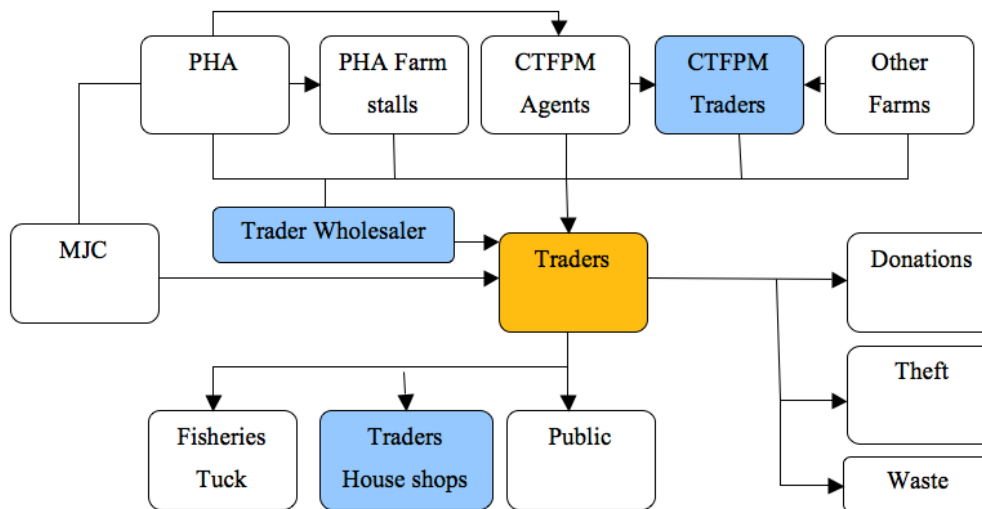 PHA
PHA Farm
stalls
CTFPM
Agents
CTFPM
Traders
Other
Farms
Trader Wholesaler
MJC
Traders
Donations
Theft
Fisheries
Tuck
Traders
House shops
Public
Waste